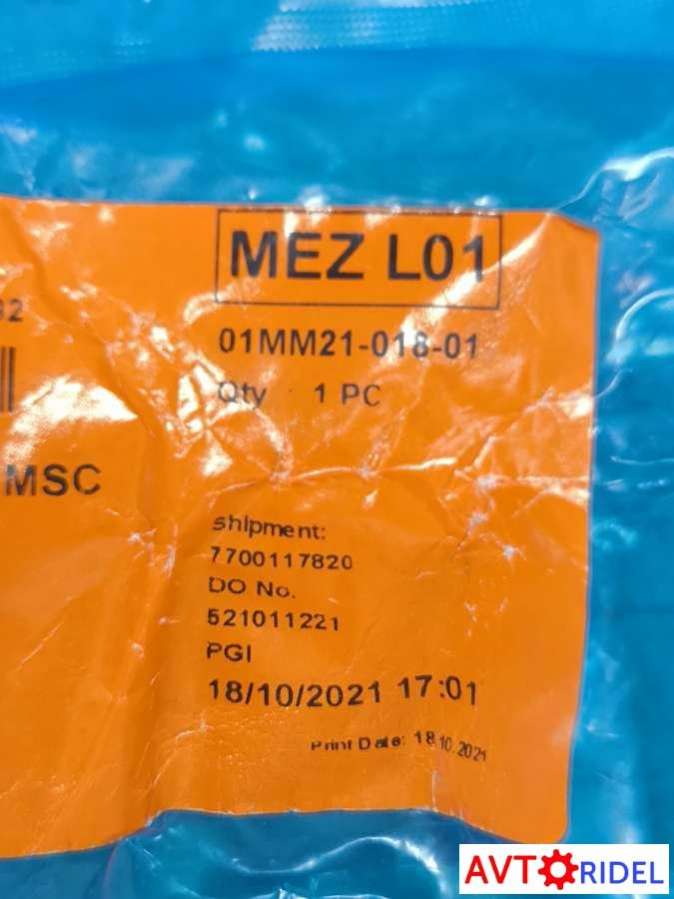 MEZ L01
32
01MM21-018-01
Qty 1 PC
MSC
Shipment:
7700117820
DO No.
521011221
PGI
18/10/2021 17:01
Print Date: 18.10.2021
AVTORIDEL